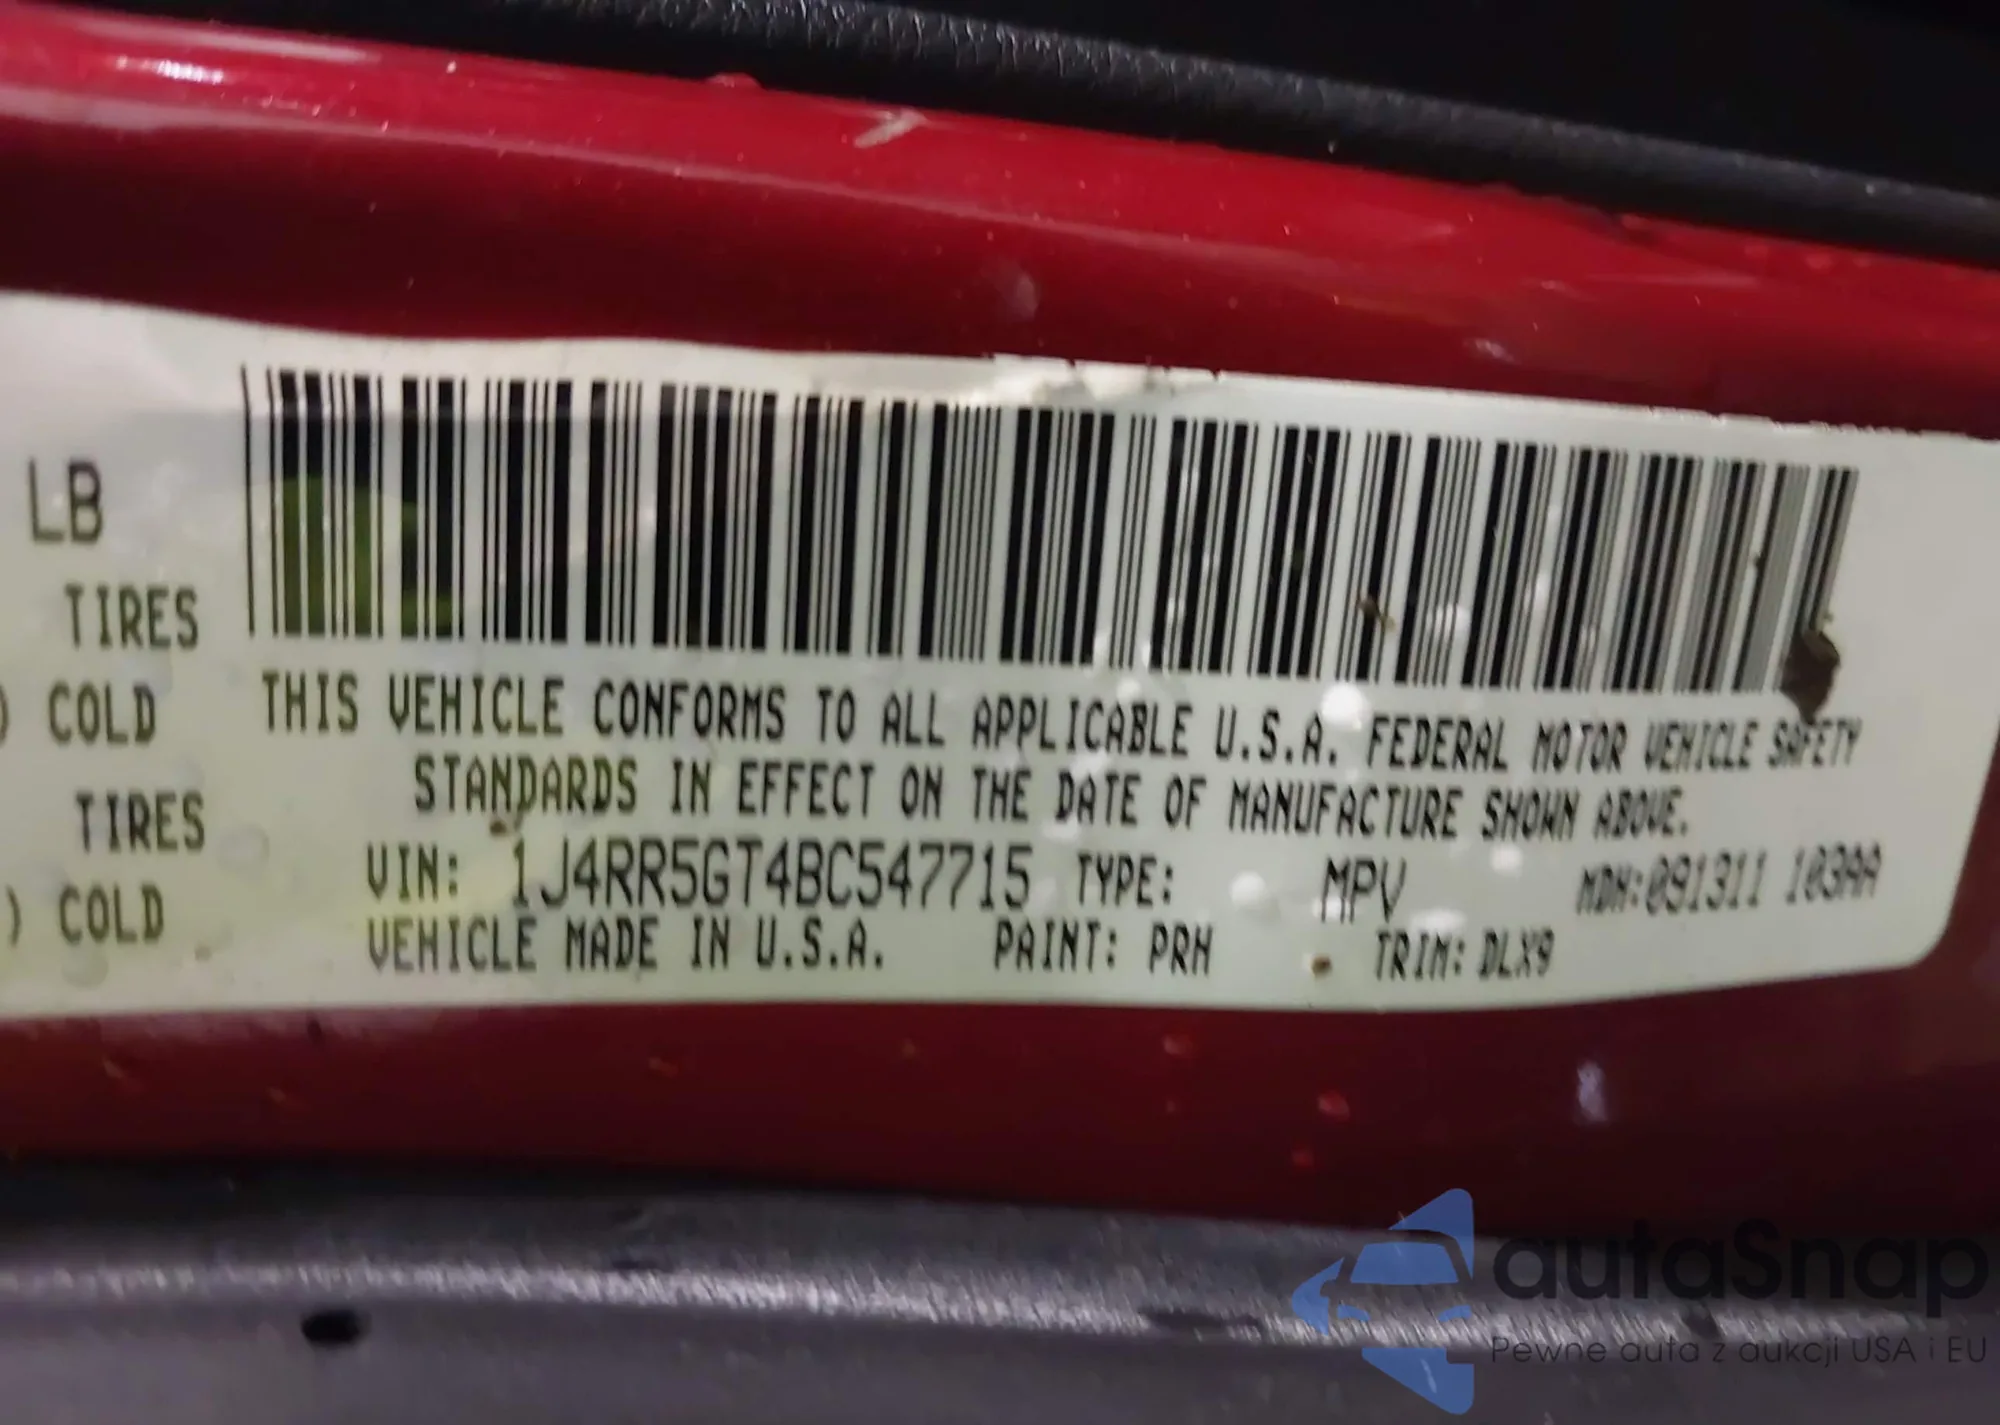 LB
TIRES
) COLD
TIRES
) COLD
THIS VEHICLE CONFORMS TO ALL APPLICABLE U.S.A. FEDERAL MOTOR VEHICLE SAFETY
STANDARDS IN EFFECT ON THE DATE OF MANUFACTURE SHOWN ABOVE.
VIN: 1J4RR5GT4BC547715 TYPE: MPV MDH:091311 103AA
VEHICLE MADE IN U.S.A. PAINT: PRH TRIM: DLX9
autaSnap
Pewne auta z aukcji USA i EU